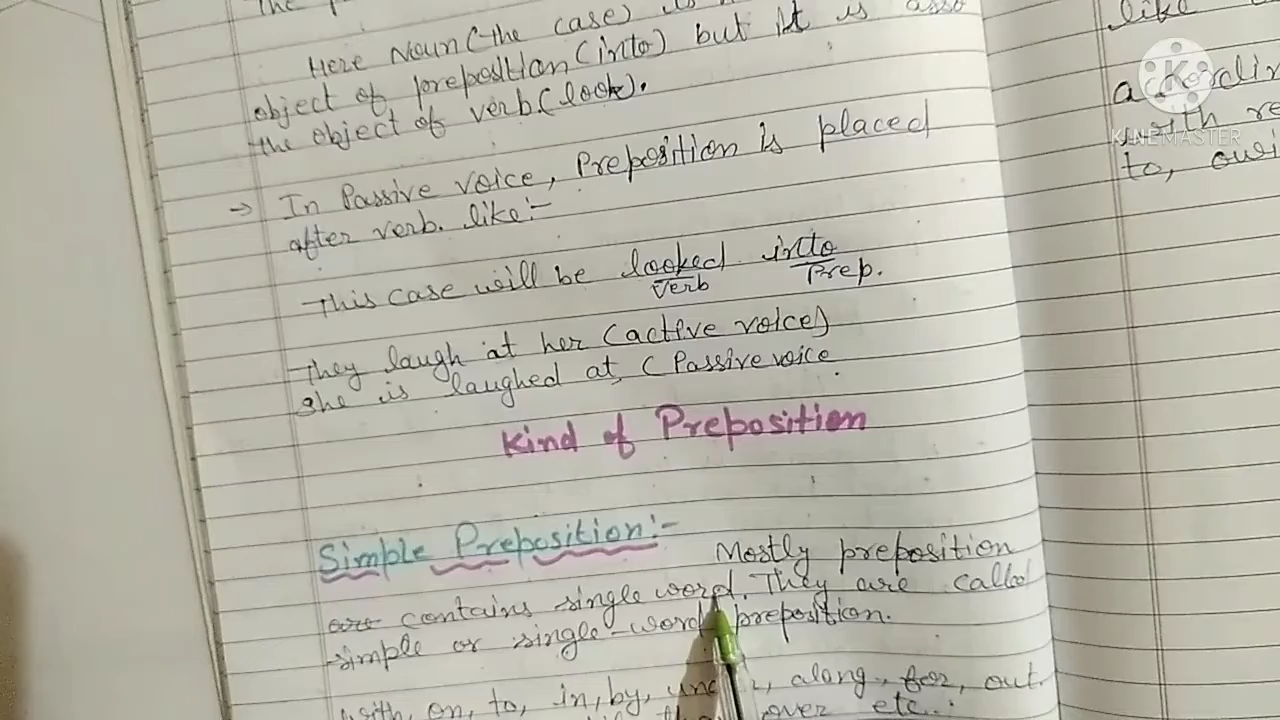 The
Here Noun (the case) is
object of preposition (into) but it is also
the object of verb (look).
→ In Passive voice, Preposition is placed
after verb. like:-
This case will be looked into
Verb Prep.
They laugh at her (active voice)
She is laughed at, (Passive voice
Kind of Preposition
Simple Preposition:-
Mostly preposition
are contains single word. They are called
simple or single-word preposition.
with, on, to, in, by, under, along, for, out,
over etc..
like
with
to,
KINEMASTER